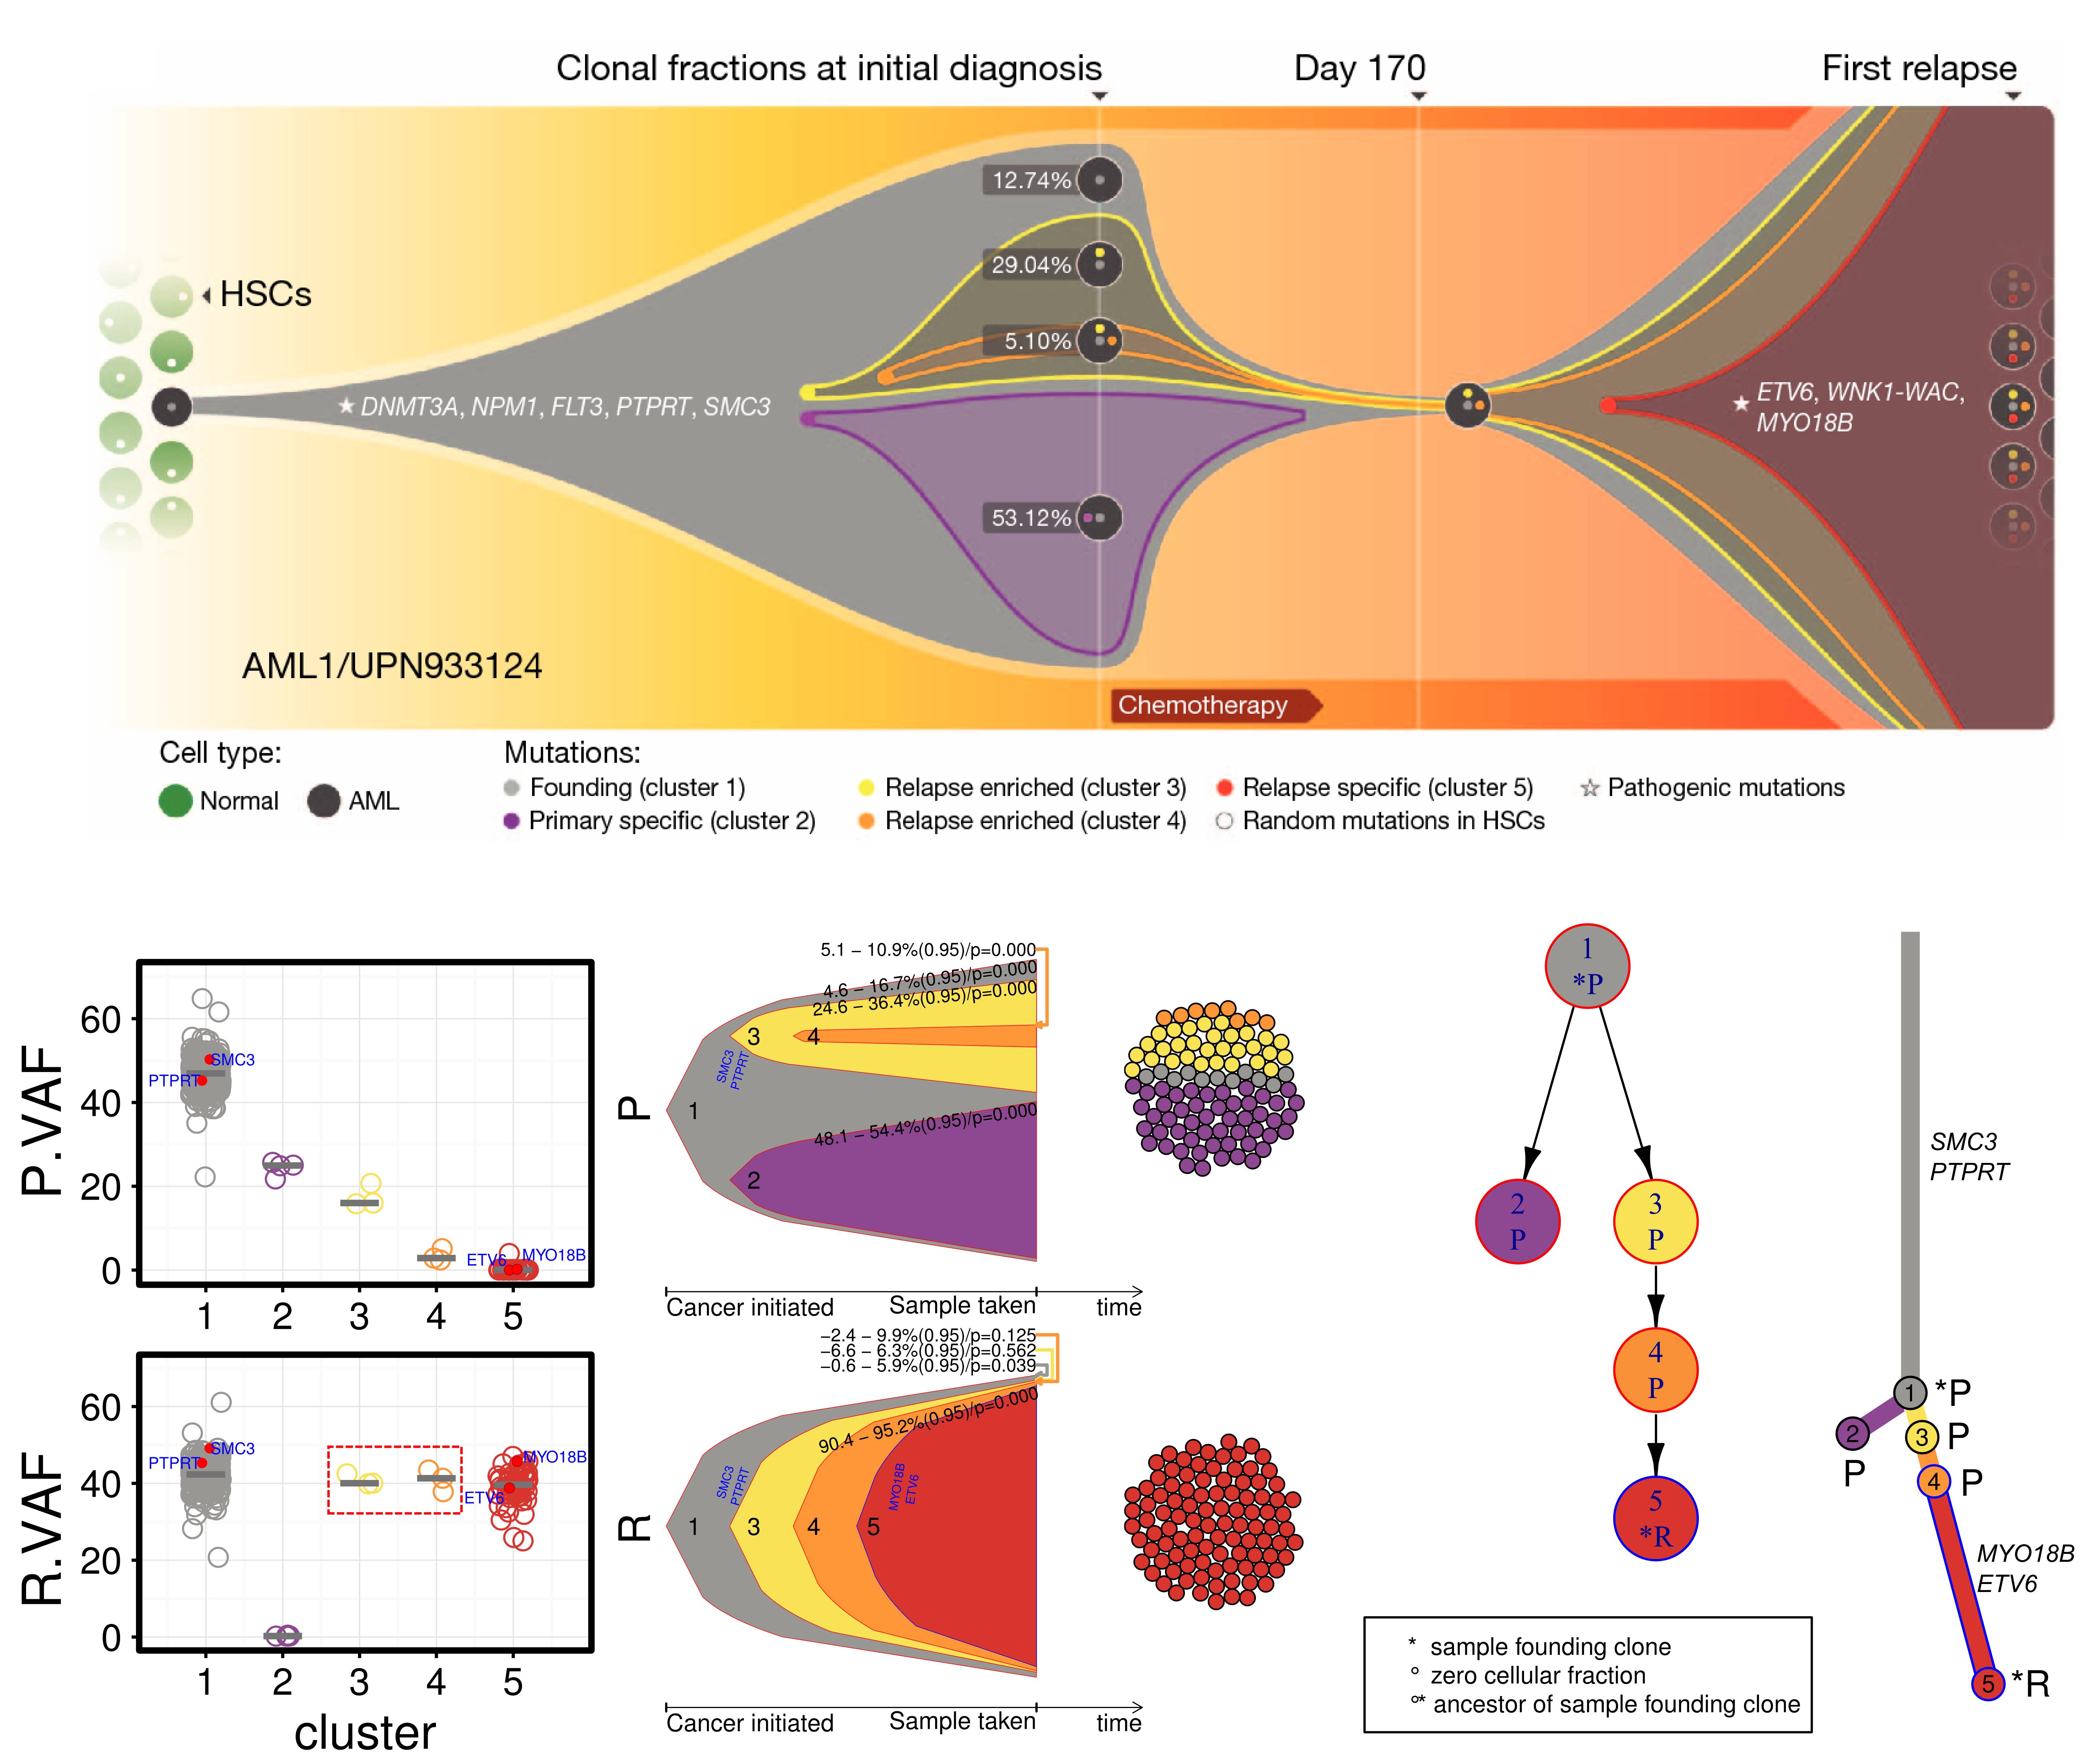 Clonal fractions at initial diagnosis
Day 170
First relapse
12.74%
29.04%
5.10%
53.12%
HSCs
DNMT3A, NPM1, FLT3, PTPRT, SMC3
ETV6, WNK1-WAC,
MYO18B
AML1/UPN933124
Chemotherapy
Cell type:
Normal
AML
Mutations:
Founding (cluster 1)
Primary specific (cluster 2)
Relapse enriched (cluster 3)
Relapse enriched (cluster 4)
Relapse specific (cluster 5)
Random mutations in HSCs
☆ Pathogenic mutations
P.VAF
60
40
20
0
SMC3
PTPRT
ETV6
MYO18B
1 2 3 4 5
R.VAF
60
40
20
0
SMC3
PTPRT
MYO18B
ETV6
1 2 3 4 5
cluster
P
5.1 − 10.9%(0.95)/p=0.000
4.6 − 16.7%(0.95)/p=0.000
24.6 − 36.4%(0.95)/p=0.000
48.1 − 54.4%(0.95)/p=0.000
1
2
3
4
SMC3
PTPRT
Cancer initiated
Sample taken
time
R
−2.4 − 9.9%(0.95)/p=0.125
−6.6 − 6.3%(0.95)/p=0.562
−0.6 − 5.9%(0.95)/p=0.039
90.4 − 95.2%(0.95)/p=0.000
1
3
4
5
SMC3
PTPRT
MYO18B
ETV6
Cancer initiated
Sample taken
time
1
*P
2
P
3
P
4
P
5
*R
* sample founding clone
° zero cellular fraction
°* ancestor of sample founding clone
SMC3
PTPRT
1 *P
2
P
3 P
4 P
MYO18B
ETV6
5 *R